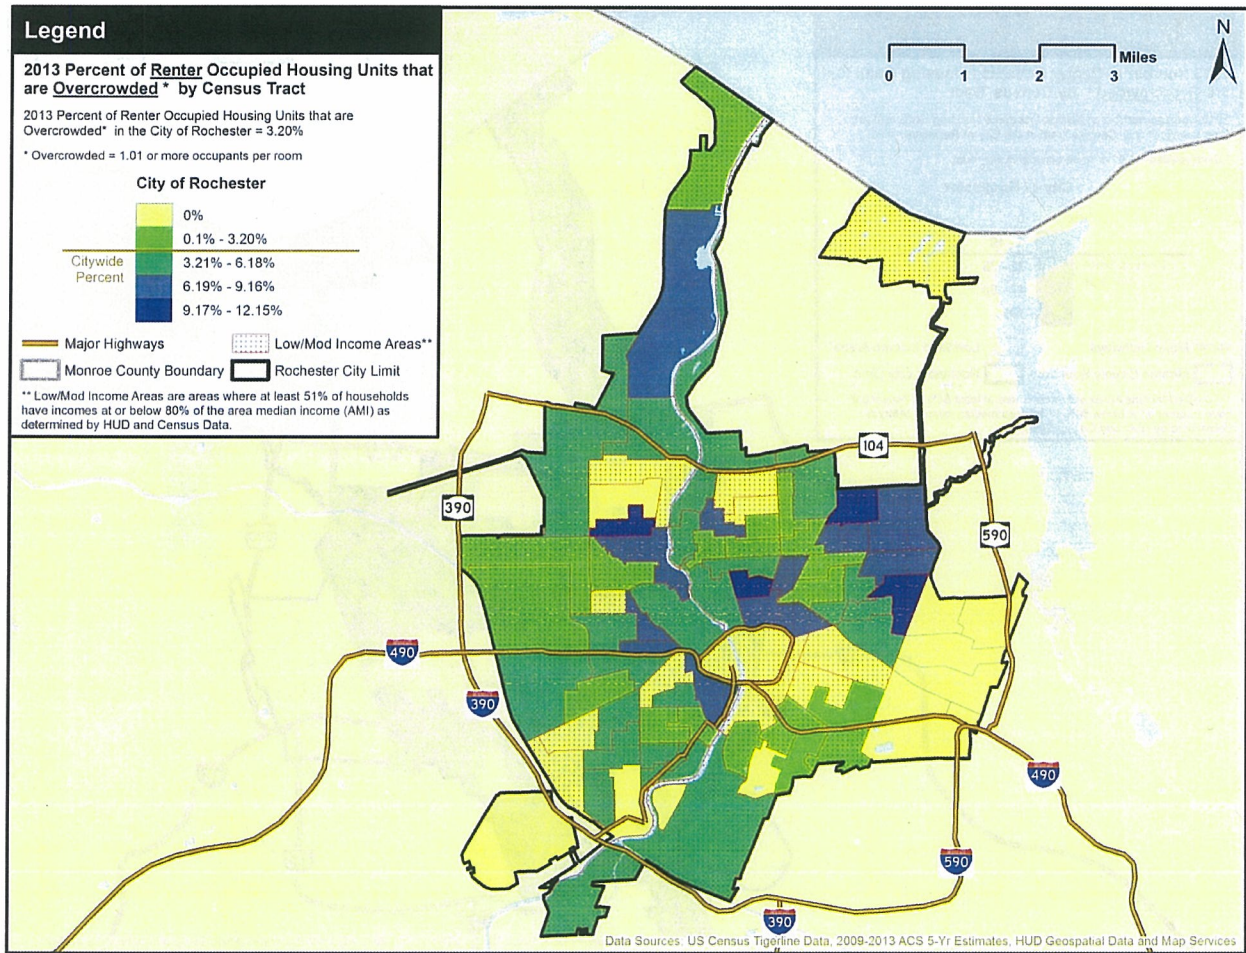 Legend
2013 Percent of Renter Occupied Housing Units that
are Overcrowded * by Census Tract
2013 Percent of Renter Occupied Housing Units that are
Overcrowded* in the City of Rochester = 3.20%
* Overcrowded = 1.01 or more occupants per room
City of Rochester
0%
0.1% - 3.20%
Citywide
Percent
3.21% - 6.18%
6.19% - 9.16%
9.17% - 12.15%
Major Highways
Low/Mod Income Areas**
Monroe County Boundary
Rochester City Limit
** Low/Mod Income Areas are areas where at least 51% of households
have incomes at or below 80% of the area median income (AMI) as
determined by HUD and Census Data.
N
Miles
0 1 2 3
104
390
590
490
390
490
590
390
Data Sources: US Census Tigerline Data, 2009-2013 ACS 5-Yr Estimates, HUD Geospatial Data and Map Services